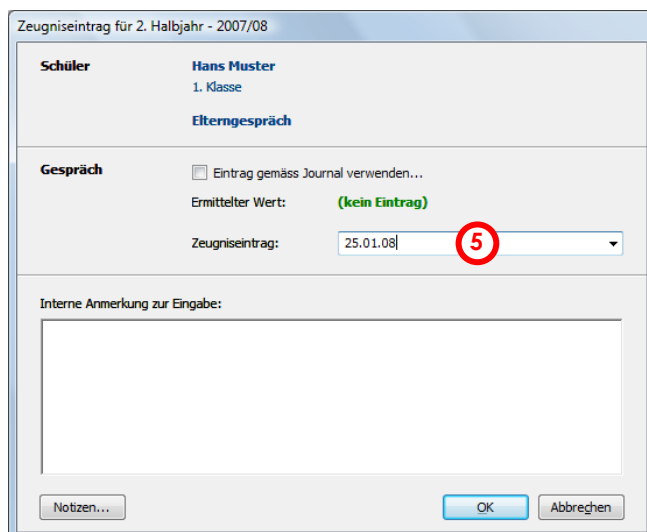 Zeugniseintrag für 2. Halbjahr - 2007/08
Schüler Hans Muster
1. Klasse
Elterngespräch
Gespräch Eintrag gemäss Journal verwenden...
Ermittelter Wert: (kein Eintrag)
Zeugniseintrag: 25.01.08 5
Interne Anmerkung zur Eingabe:
Notizen... OK Abbrechen